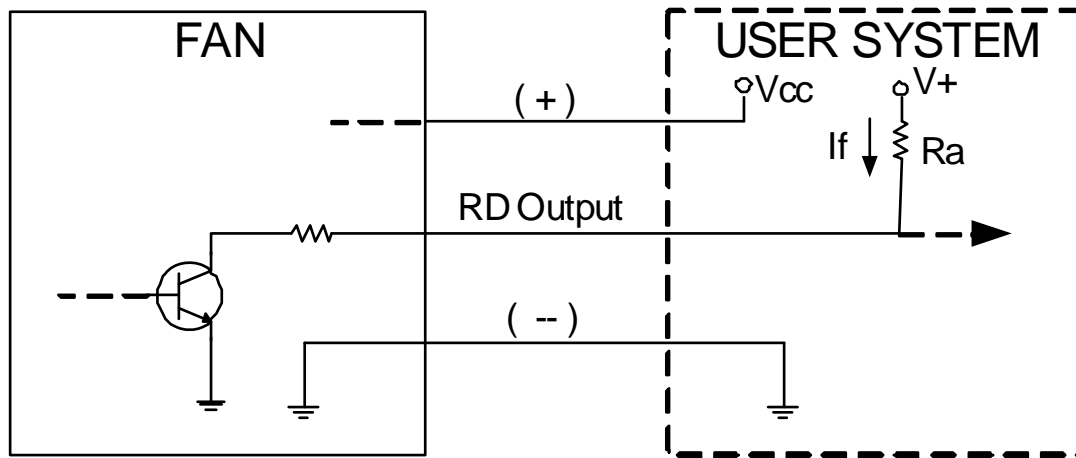 FAN
USER SYSTEM
Vcc
V+
( + )
If
Ra
RD Output
( -- )